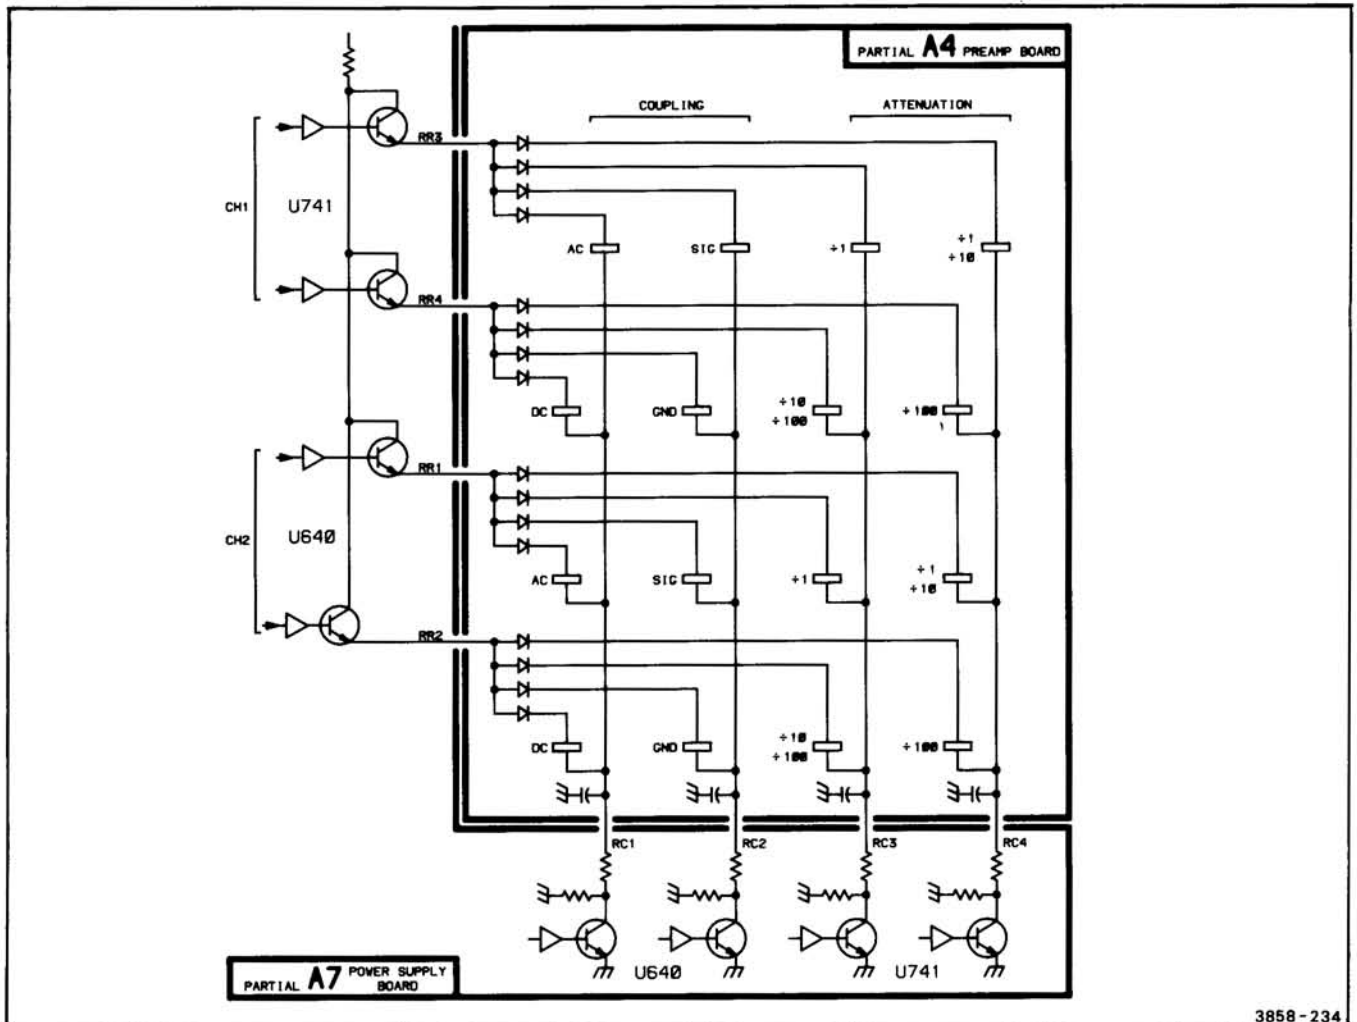 PARTIAL A4 PREAMP BOARD
COUPLING
ATTENUATION
RR3
CH1
U741
AC
SIG
÷1
÷1
÷10
RR4
DC
GND
÷10
÷100
÷100
RR1
CH2
U640
AC
SIG
÷1
÷1
÷10
RR2
DC
GND
÷10
÷100
÷100
RC1
RC2
RC3
RC4
U640
U741
PARTIAL A7 POWER SUPPLY
BOARD
3858-234